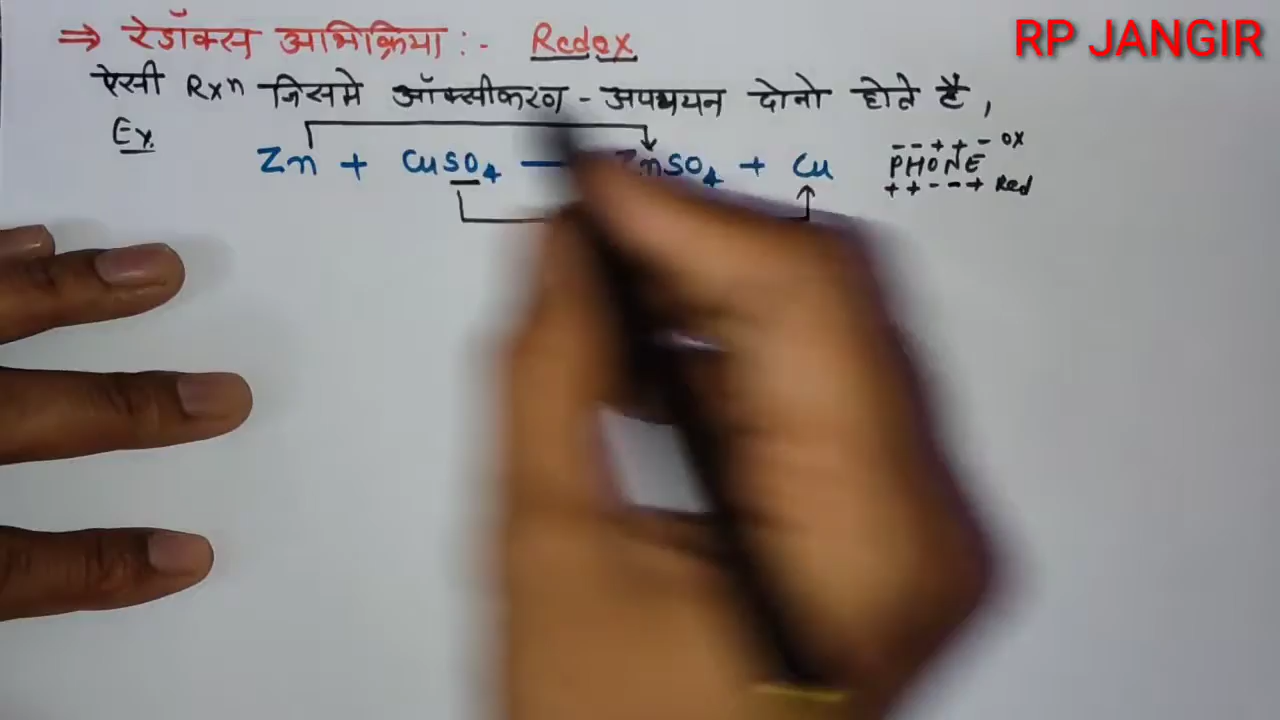 ⇒ रेडॉक्स अभिक्रिया :- Redox
RP JANGIR
ऐसी Rxn जिसमे ऑक्सीकरण - अपचयन दोनो होते है,
Ex.
Zn + CuSO4 — ZnSO4 + Cu
- - + + - ox
PHONE
+ + - - + Red